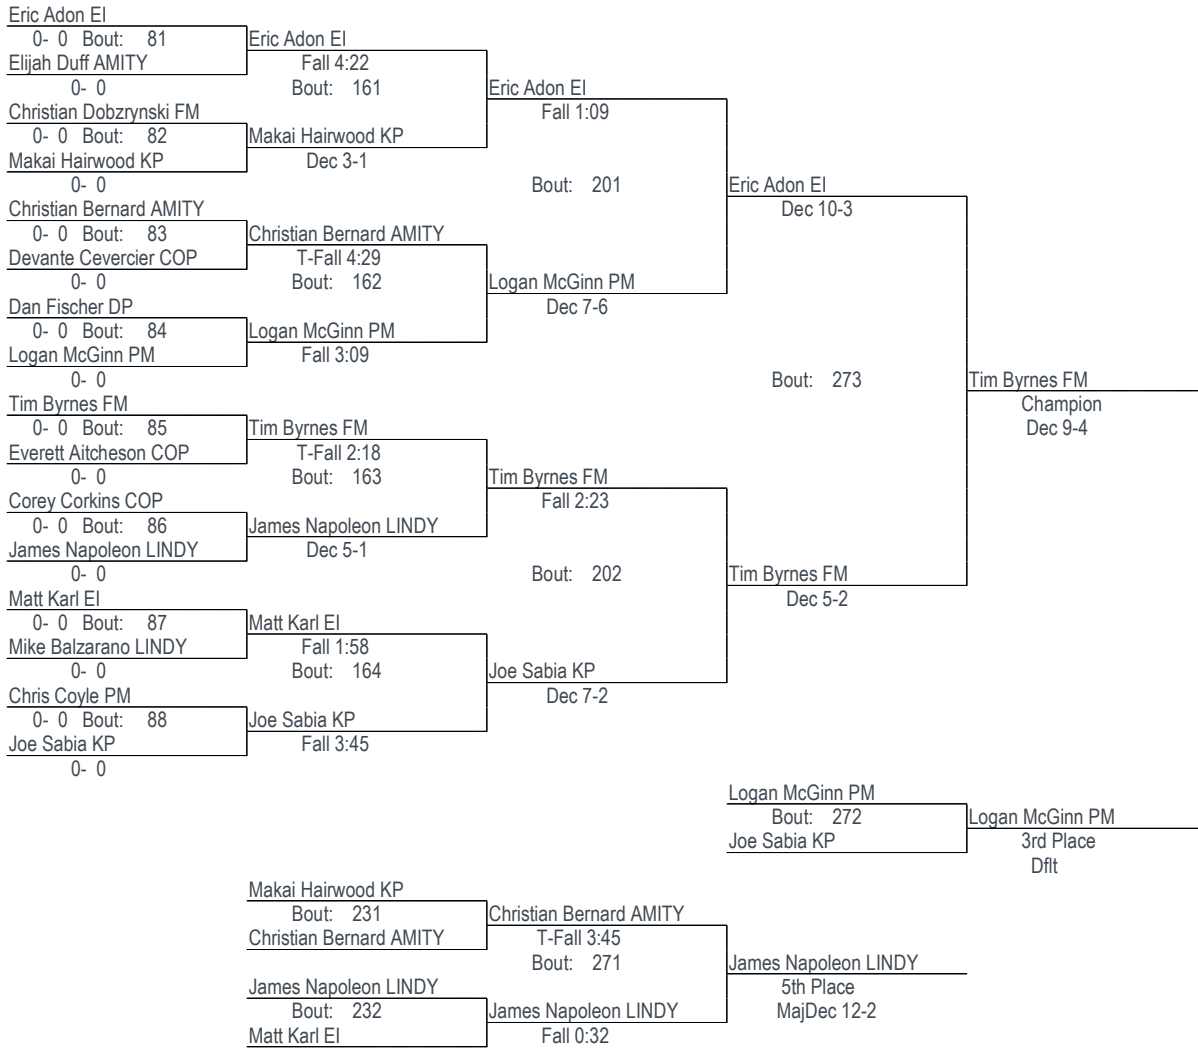 Eric Adon EI
0- 0 Bout: 81
Eric Adon EI
Elijah Duff AMITY
Fall 4:22
0- 0
Bout: 161
Eric Adon EI
Christian Dobzrynski FM
Fall 1:09
0- 0 Bout: 82
Makai Hairwood KP
Makai Hairwood KP
Dec 3-1
0- 0
Bout: 201
Eric Adon EI
Christian Bernard AMITY
Dec 10-3
0- 0 Bout: 83
Christian Bernard AMITY
Devante Cevercier COP
T-Fall 4:29
0- 0
Bout: 162
Logan McGinn PM
Dan Fischer DP
Dec 7-6
0- 0 Bout: 84
Logan McGinn PM
Logan McGinn PM
Fall 3:09
0- 0
Bout: 273
Tim Byrnes FM
Tim Byrnes FM
Champion
0- 0 Bout: 85
Tim Byrnes FM
Dec 9-4
Everett Aitcheson COP
T-Fall 2:18
0- 0
Bout: 163
Tim Byrnes FM
Corey Corkins COP
Fall 2:23
0- 0 Bout: 86
James Napoleon LINDY
James Napoleon LINDY
Dec 5-1
0- 0
Bout: 202
Tim Byrnes FM
Matt Karl EI
Dec 5-2
0- 0 Bout: 87
Matt Karl EI
Mike Balzarano LINDY
Fall 1:58
0- 0
Bout: 164
Joe Sabia KP
Chris Coyle PM
Dec 7-2
0- 0 Bout: 88
Joe Sabia KP
Joe Sabia KP
Fall 3:45
0- 0
Logan McGinn PM
Bout: 272
Logan McGinn PM
Joe Sabia KP
3rd Place
Dflt
Makai Hairwood KP
Bout: 231
Christian Bernard AMITY
Christian Bernard AMITY
T-Fall 3:45
Bout: 271
James Napoleon LINDY
James Napoleon LINDY
5th Place
Bout: 232
James Napoleon LINDY
MajDec 12-2
Matt Karl EI
Fall 0:32